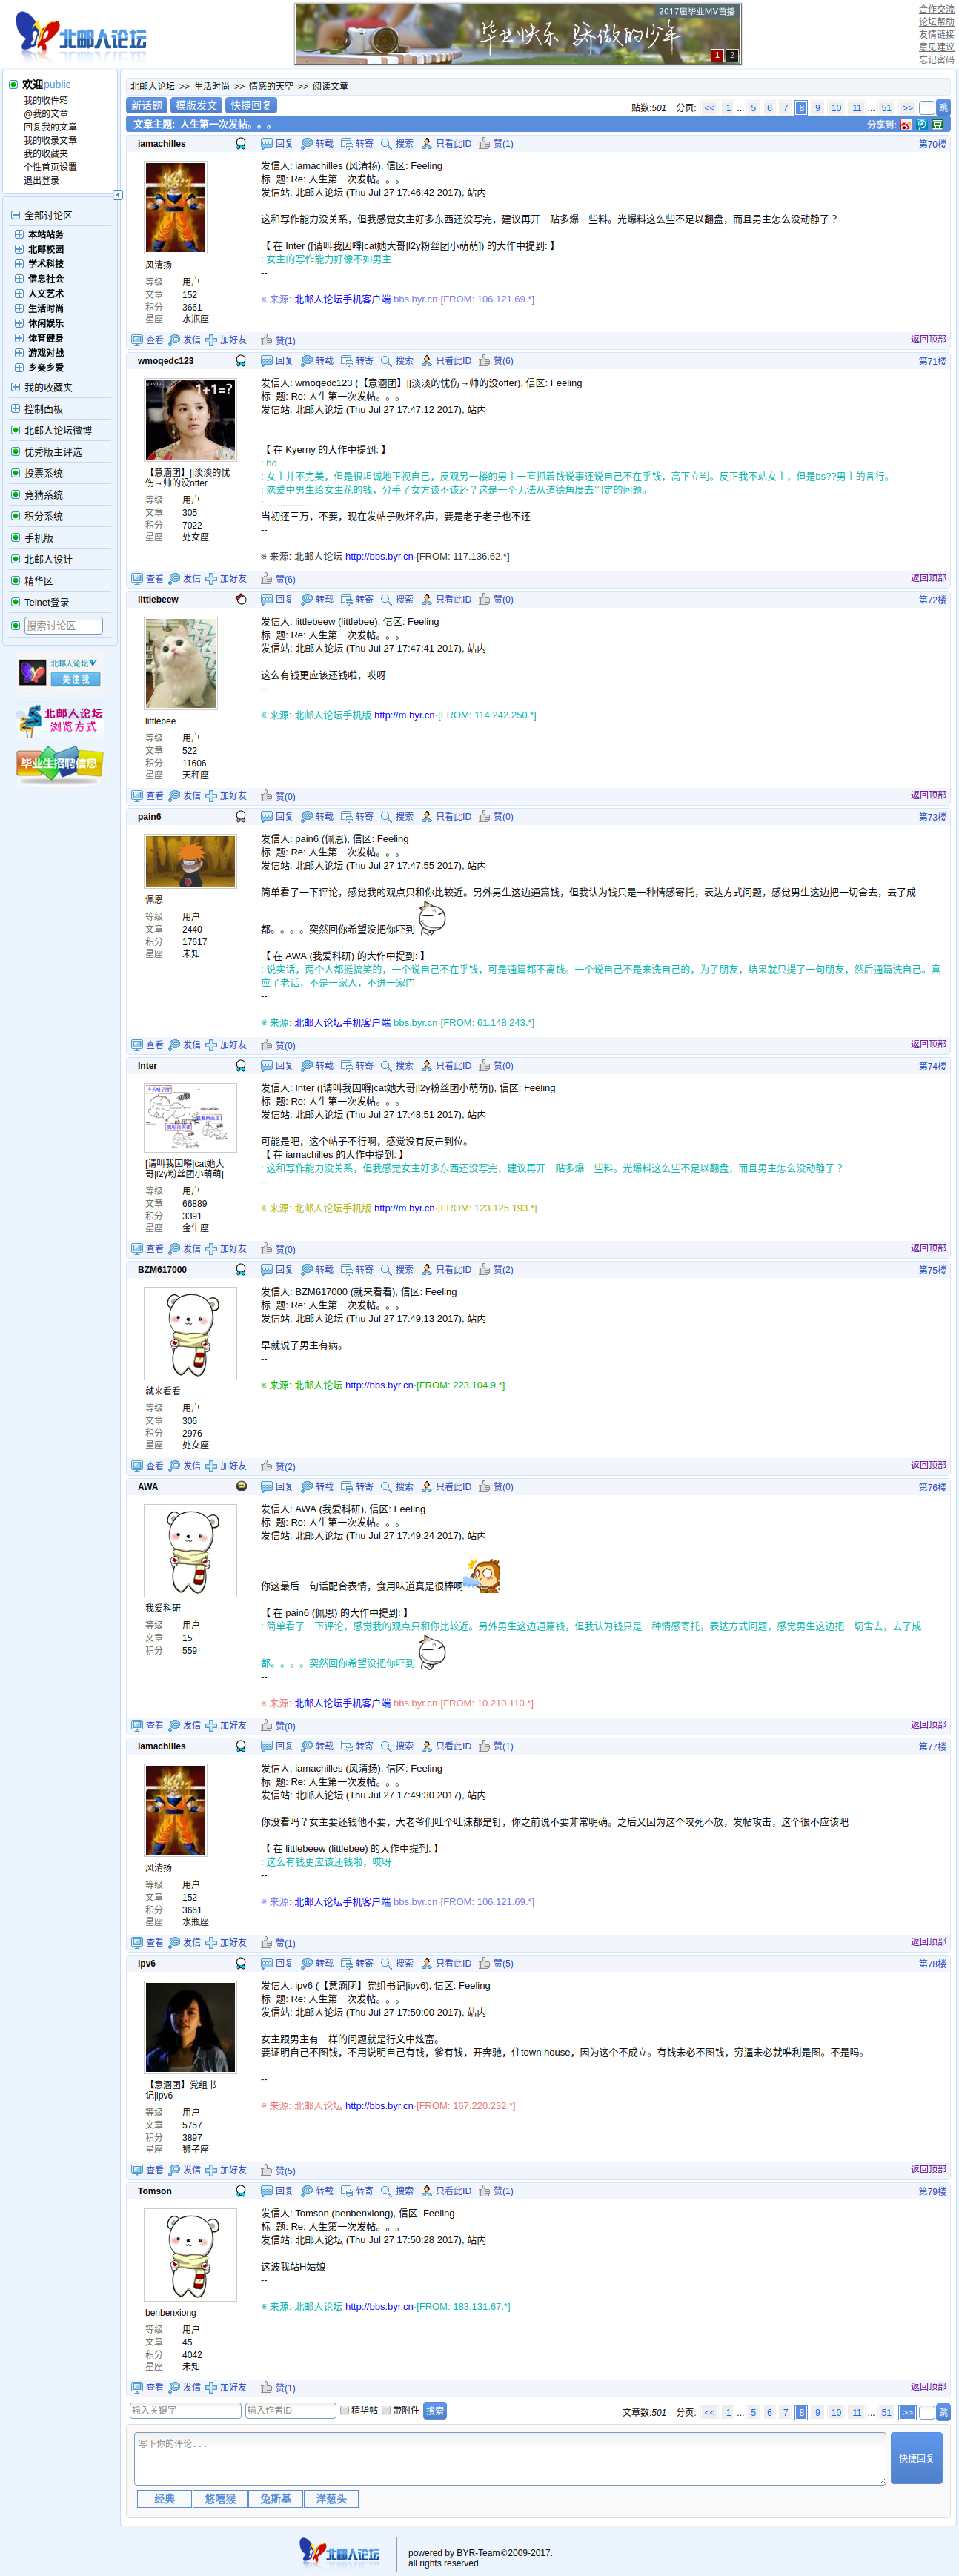 北邮人论坛
2017届毕业MV首播
毕业快乐 骄傲的少年
1 2
合作交流
论坛帮助
友情链接
意见建议
忘记密码
欢迎public
我的收件箱
@我的文章
回复我的文章
我的收录文章
我的收藏夹
个性首页设置
退出登录
全部讨论区
本站站务
北邮校园
学术科技
信息社会
人文艺术
生活时尚
休闲娱乐
体育健身
游戏对战
乡亲乡爱
我的收藏夹
控制面板
北邮人论坛微博
优秀版主评选
投票系统
竞猜系统
积分系统
手机版
北邮人设计
精华区
Telnet登录
搜索讨论区
北邮人论坛
关注我
北邮人论坛
浏览方式
毕业生招聘信息
北邮人论坛 >> 生活时尚 >> 情感的天空 >> 阅读文章
新话题 模版发文 快捷回复
贴数:501 分页: << 1 ... 5 6 7 8 9 10 11 ... 51 >> 跳
文章主题: 人生第一次发帖。。。
分享到: 豆
iamachilles
回复 转载 转寄 搜索 只看此ID 赞(1) 第70楼
风清扬
等级 用户
文章 152
积分 3661
星座 水瓶座
发信人: iamachilles (风清扬), 信区: Feeling
标 题: Re: 人生第一次发帖。。。
发信站: 北邮人论坛 (Thu Jul 27 17:46:42 2017), 站内
这和写作能力没关系，但我感觉女主好多东西还没写完，建议再开一贴多爆一些料。光爆料这么些不足以翻盘，而且男主怎么没动静了？
【 在 Inter ([请叫我因嘚|cat她大哥|l2y粉丝团小萌萌]) 的大作中提到: 】
: 女主的写作能力好像不如男主
--
※ 来源:·北邮人论坛手机客户端 bbs.byr.cn·[FROM: 106.121.69.*]
查看 发信 加好友 赞(1) 返回顶部
wmoqedc123
回复 转载 转寄 搜索 只看此ID 赞(6) 第71楼
1+1=?
【意涵团】||淡淡的忧
伤→帅的没offer
等级 用户
文章 305
积分 7022
星座 处女座
发信人: wmoqedc123 (【意涵团】||淡淡的忧伤→帅的没offer), 信区: Feeling
标 题: Re: 人生第一次发帖。。。
发信站: 北邮人论坛 (Thu Jul 27 17:47:12 2017), 站内
【 在 Kyerny 的大作中提到: 】
: bd
: 女主并不完美，但是很坦诚地正视自己，反观另一楼的男主一直抓着钱说事还说自己不在乎钱，高下立判。反正我不站女主，但是bs??男主的言行。
: 恋爱中男生给女生花的钱，分手了女方该不该还？这是一个无法从道德角度去判定的问题。
: ...................
当初还三万，不要，现在发帖子败坏名声，要是老子老子也不还
--
※ 来源:·北邮人论坛 http://bbs.byr.cn·[FROM: 117.136.62.*]
查看 发信 加好友 赞(6) 返回顶部
littlebeew
回复 转载 转寄 搜索 只看此ID 赞(0) 第72楼
littlebee
等级 用户
文章 522
积分 11606
星座 天秤座
发信人: littlebeew (littlebee), 信区: Feeling
标 题: Re: 人生第一次发帖。。。
发信站: 北邮人论坛 (Thu Jul 27 17:47:41 2017), 站内
这么有钱更应该还钱啦，哎呀
--
※ 来源:·北邮人论坛手机版 http://m.byr.cn·[FROM: 114.242.250.*]
查看 发信 加好友 赞(0) 返回顶部
pain6
回复 转载 转寄 搜索 只看此ID 赞(0) 第73楼
佩恩
等级 用户
文章 2440
积分 17617
星座 未知
发信人: pain6 (佩恩), 信区: Feeling
标 题: Re: 人生第一次发帖。。。
发信站: 北邮人论坛 (Thu Jul 27 17:47:55 2017), 站内
简单看了一下评论，感觉我的观点只和你比较近。另外男生这边通篇钱，但我认为钱只是一种情感寄托，表达方式问题，感觉男生这边把一切舍去，去了成
都。。。。突然回你希望没把你吓到
【 在 AWA (我爱科研) 的大作中提到: 】
: 说实话，两个人都挺搞笑的，一个说自己不在乎钱，可是通篇都不离钱。一个说自己不是来洗自己的，为了朋友，结果就只提了一句朋友，然后通篇洗自己。真
应了老话，不是一家人，不进一家门
--
※ 来源:·北邮人论坛手机客户端 bbs.byr.cn·[FROM: 61.148.243.*]
查看 发信 加好友 赞(0) 返回顶部
Inter
回复 转载 转寄 搜索 只看此ID 赞(0) 第74楼
[请叫我因嘚|cat她大
哥|l2y粉丝团小萌萌]
等级 用户
文章 66889
积分 3391
星座 金牛座
发信人: Inter ([请叫我因嘚|cat她大哥|l2y粉丝团小萌萌]), 信区: Feeling
标 题: Re: 人生第一次发帖。。。
发信站: 北邮人论坛 (Thu Jul 27 17:48:51 2017), 站内
可能是吧，这个帖子不行啊，感觉没有反击到位。
【 在 iamachilles 的大作中提到: 】
: 这和写作能力没关系，但我感觉女主好多东西还没写完，建议再开一贴多爆一些料。光爆料这么些不足以翻盘，而且男主怎么没动静了？
--
※ 来源:·北邮人论坛手机版 http://m.byr.cn·[FROM: 123.125.193.*]
查看 发信 加好友 赞(0) 返回顶部
BZM617000
回复 转载 转寄 搜索 只看此ID 赞(2) 第75楼
就来看看
等级 用户
文章 306
积分 2976
星座 处女座
发信人: BZM617000 (就来看看), 信区: Feeling
标 题: Re: 人生第一次发帖。。。
发信站: 北邮人论坛 (Thu Jul 27 17:49:13 2017), 站内
早就说了男主有病。
--
※ 来源:·北邮人论坛 http://bbs.byr.cn·[FROM: 223.104.9.*]
查看 发信 加好友 赞(2) 返回顶部
AWA
回复 转载 转寄 搜索 只看此ID 赞(0) 第76楼
我爱科研
等级 用户
文章 15
积分 559
发信人: AWA (我爱科研), 信区: Feeling
标 题: Re: 人生第一次发帖。。。
发信站: 北邮人论坛 (Thu Jul 27 17:49:24 2017), 站内
你这最后一句话配合表情，食用味道真是很棒啊
【 在 pain6 (佩恩) 的大作中提到: 】
: 简单看了一下评论，感觉我的观点只和你比较近。另外男生这边通篇钱，但我认为钱只是一种情感寄托，表达方式问题，感觉男生这边把一切舍去，去了成
都。。。。突然回你希望没把你吓到
--
※ 来源:·北邮人论坛手机客户端 bbs.byr.cn·[FROM: 10.210.110.*]
查看 发信 加好友 赞(0) 返回顶部
iamachilles
回复 转载 转寄 搜索 只看此ID 赞(1) 第77楼
风清扬
等级 用户
文章 152
积分 3661
星座 水瓶座
发信人: iamachilles (风清扬), 信区: Feeling
标 题: Re: 人生第一次发帖。。。
发信站: 北邮人论坛 (Thu Jul 27 17:49:30 2017), 站内
你没看吗？女主要还钱他不要，大老爷们吐个吐沫都是钉，你之前说不要非常明确。之后又因为这个咬死不放，发帖攻击，这个很不应该吧
【 在 littlebeew (littlebee) 的大作中提到: 】
: 这么有钱更应该还钱啦，哎呀
--
※ 来源:·北邮人论坛手机客户端 bbs.byr.cn·[FROM: 106.121.69.*]
查看 发信 加好友 赞(1) 返回顶部
ipv6
回复 转载 转寄 搜索 只看此ID 赞(5) 第78楼
【意涵团】党组书
记|ipv6
等级 用户
文章 5757
积分 3897
星座 狮子座
发信人: ipv6 (【意涵团】党组书记|ipv6), 信区: Feeling
标 题: Re: 人生第一次发帖。。。
发信站: 北邮人论坛 (Thu Jul 27 17:50:00 2017), 站内
女主跟男主有一样的问题就是行文中炫富。
要证明自己不图钱，不用说明自己有钱，爹有钱，开奔驰，住town house，因为这个不成立。有钱未必不图钱，穷逼未必就唯利是图。不是吗。
--
※ 来源:·北邮人论坛 http://bbs.byr.cn·[FROM: 167.220.232.*]
查看 发信 加好友 赞(5) 返回顶部
Tomson
回复 转载 转寄 搜索 只看此ID 赞(1) 第79楼
benbenxiong
等级 用户
文章 45
积分 4042
星座 未知
发信人: Tomson (benbenxiong), 信区: Feeling
标 题: Re: 人生第一次发帖。。。
发信站: 北邮人论坛 (Thu Jul 27 17:50:28 2017), 站内
这波我站H姑娘
--
※ 来源:·北邮人论坛 http://bbs.byr.cn·[FROM: 183.131.67.*]
查看 发信 加好友 赞(1) 返回顶部
输入关键字 输入作者ID 精华帖 带附件 搜索
文章数:501 分页: << 1 ... 5 6 7 8 9 10 11 ... 51 >> 跳
写下你的评论...
快捷回复
经典 悠嘻猴 兔斯基 洋葱头
北邮人论坛
powered by BYR-Team©2009-2017.
all rights reserved